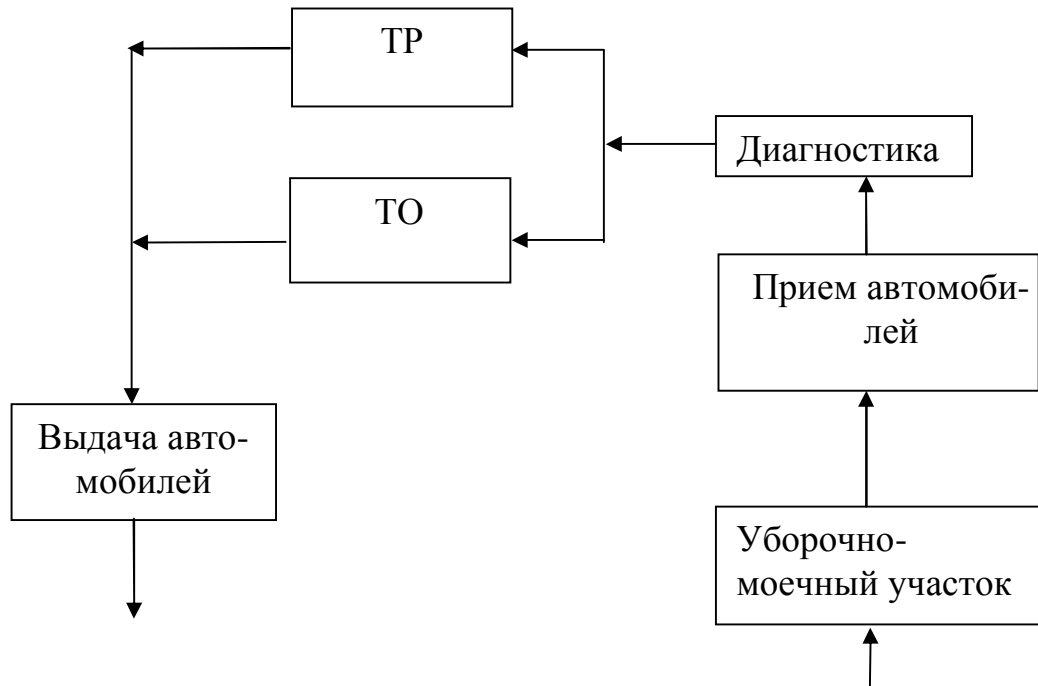 ТР
Диагностика
ТО
Прием автомоби-
лей
Выдача авто-
мобилей
Уборочно-
моечный участок